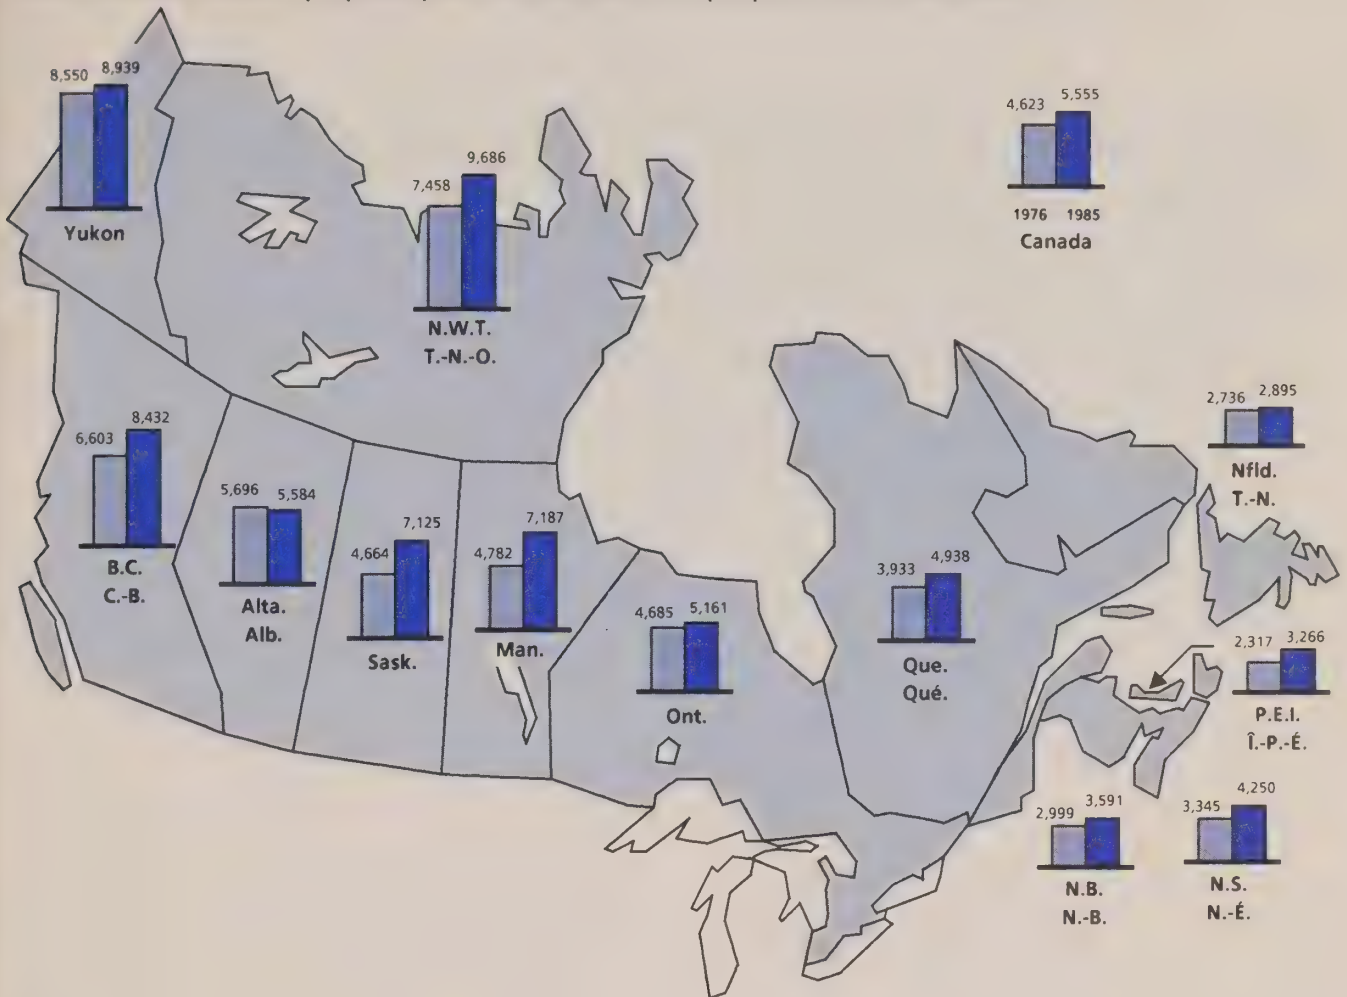 8,550 8,939
Yukon
7,458 9,686
N.W.T.
T.-N.-O.
4,623 5,555
1976 1985
Canada
6,603 8,432
B.C.
C.-B.
5,696 5,584
Alta.
Alb.
4,664 7,125
Sask.
4,782 7,187
Man.
4,685 5,161
Ont.
3,933 4,938
Que.
Qué.
2,736 2,895
Nfld.
T.-N.
2,317 3,266
P.E.I.
Î.-P.-É.
2,999 3,591
N.B.
N.-B.
3,345 4,250
N.S.
N.-É.